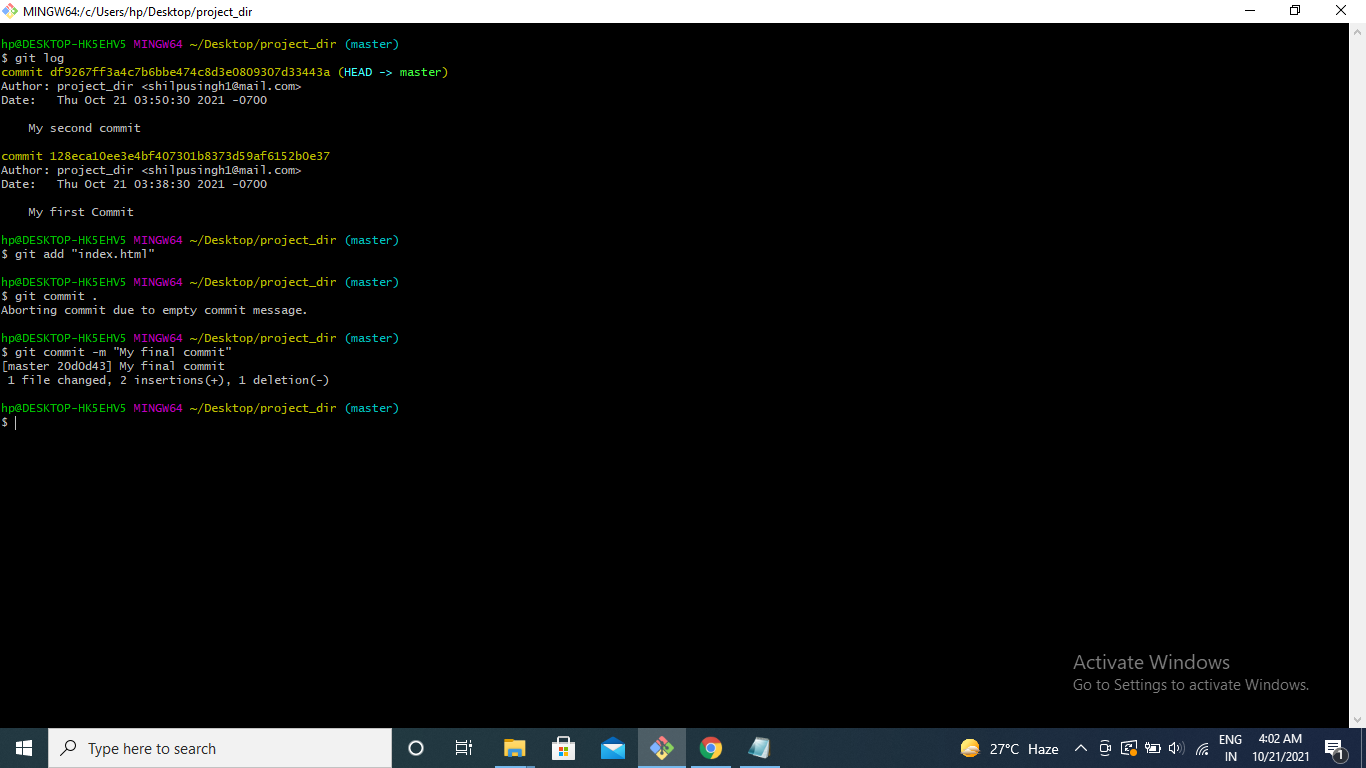 MINGW64:/c/Users/hp/Desktop/project_dir
hp@DESKTOP-HK5EHV5 MINGW64 ~/Desktop/project_dir (master)
$ git log
commit df9267ff3a4c7b6bbe474c8d3e0809307d33443a (HEAD -> master)
Author: project_dir <shilpusingh1@mail.com>
Date:   Thu Oct 21 03:50:30 2021 -0700
    My second commit
commit 128eca10ee3e4bf407301b8373d59af6152b0e37
Author: project_dir <shilpusingh1@mail.com>
Date:   Thu Oct 21 03:38:30 2021 -0700
    My first Commit
hp@DESKTOP-HK5EHV5 MINGW64 ~/Desktop/project_dir (master)
$ git add "index.html"
hp@DESKTOP-HK5EHV5 MINGW64 ~/Desktop/project_dir (master)
$ git commit .
Aborting commit due to empty commit message.
hp@DESKTOP-HK5EHV5 MINGW64 ~/Desktop/project_dir (master)
$ git commit -m "My final commit"
[master 20d0d43] My final commit
 1 file changed, 2 insertions(+), 1 deletion(-)
hp@DESKTOP-HK5EHV5 MINGW64 ~/Desktop/project_dir (master)
$
Activate Windows
Go to Settings to activate Windows.
Type here to search
27°C Haze
ENG
IN
4:02 AM
10/21/2021
1